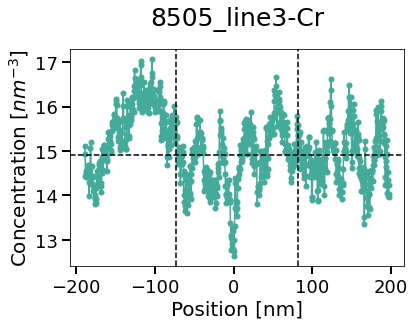 8505_line3-Cr
Concentration [$nm^{-3}$]
17
16
15
14
13
−200 −100 0 100 200
Position [nm]